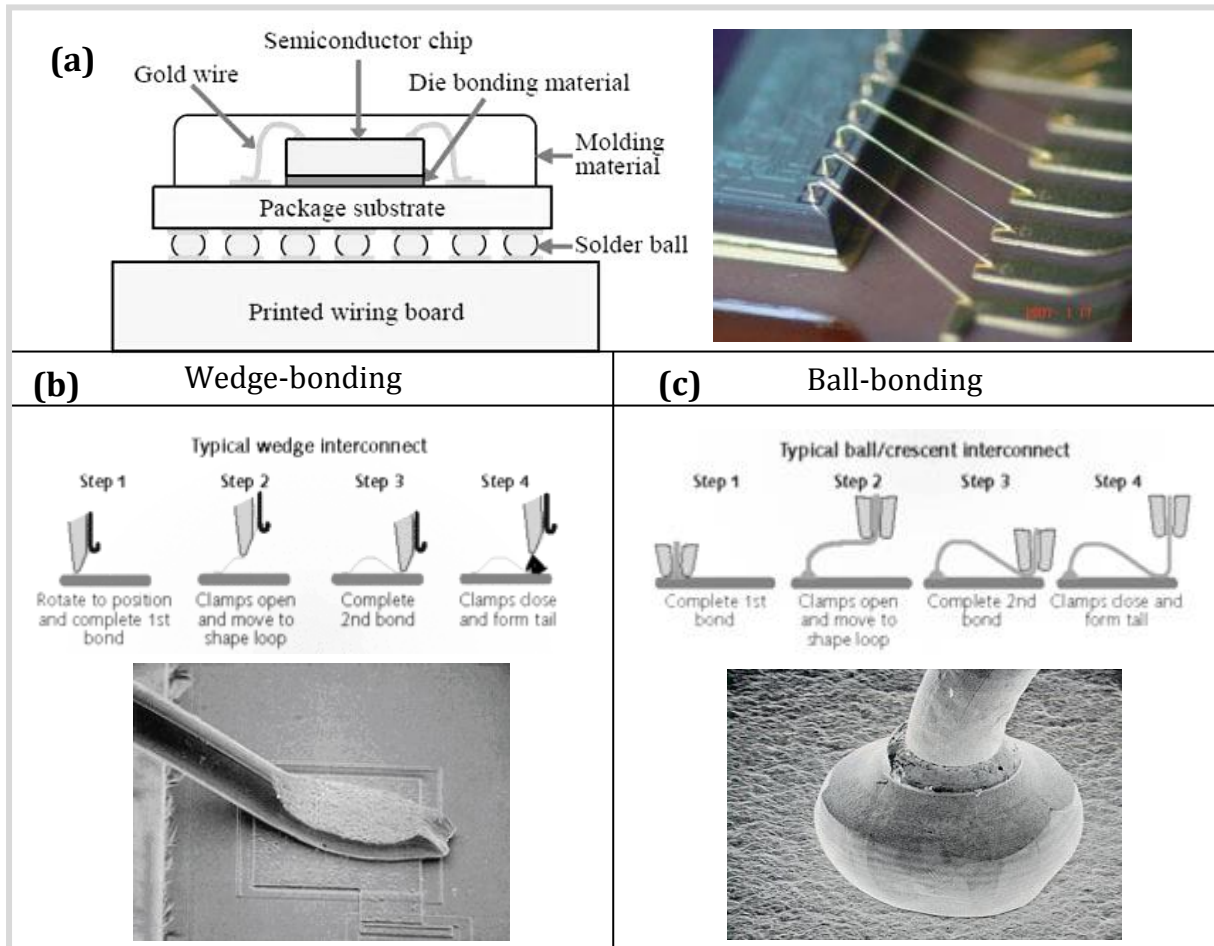 (a)
Semiconductor chip
Gold wire
Die bonding material
Molding
material
Package substrate
Solder ball
Printed wiring board
2007 1 17
(b) Wedge-bonding
Typical wedge interconnect
Step 1 Step 2 Step 3 Step 4
Rotate to position
and complete 1st
bond
Clamps open
and move to
shape loop
Complete
2nd bond
Clamps close
and form tail
(c) Ball-bonding
Typical ball/crescent interconnect
Step 1 Step 2 Step 3 Step 4
Complete 1st
bond
Clamps open
and move to
shape loop
Complete 2nd
bond
Clamps close and
form tail